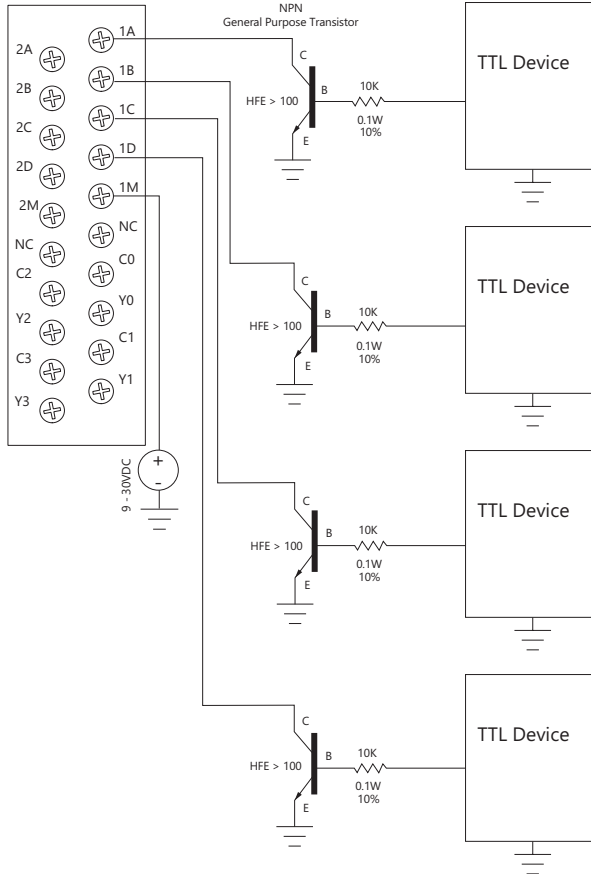 NPN
General Purpose Transistor
1A
2A
1B
2B
1C
2C
1D
2D
1M
2M
NC
NC
C0
C2
Y0
Y2
C1
C3
Y1
Y3
+
-
9 - 30VDC
C
B
E
HFE > 100
10K
0.1W
10%
TTL Device
C
B
E
HFE > 100
10K
0.1W
10%
TTL Device
C
B
E
HFE > 100
10K
0.1W
10%
TTL Device
C
B
E
HFE > 100
10K
0.1W
10%
TTL Device